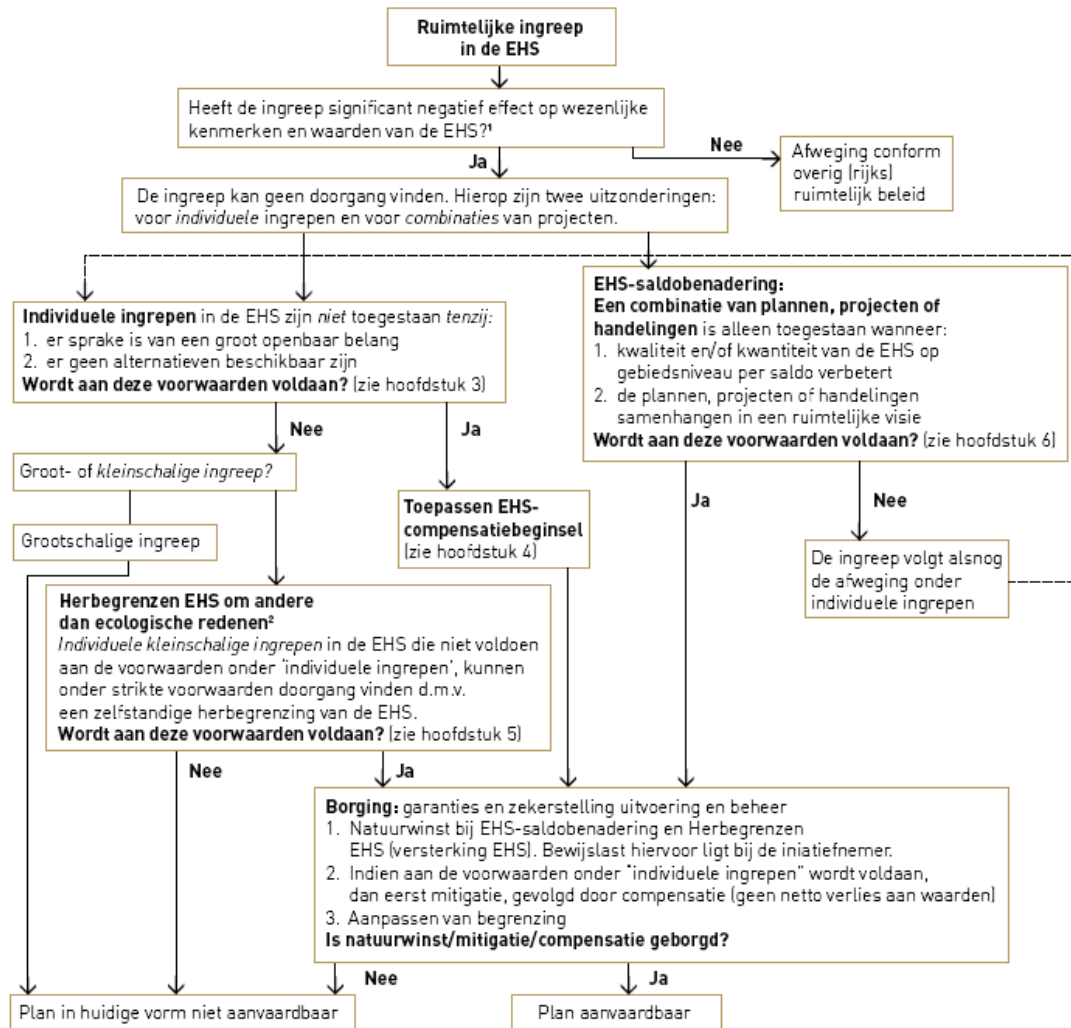 Ruimtelijke ingreep
in de EHS
Heeft de ingreep significant negatief effect op wezenlijke
kenmerken en waarden van de EHS?¹
Nee
Ja
Afweging conform
overig (rijks)
ruimtelijk beleid
De ingreep kan geen doorgang vinden. Hierop zijn twee uitzonderingen:
voor individuele ingrepen en voor combinaties van projecten.
Individuele ingrepen in de EHS zijn niet toegestaan tenzij:
1. er sprake is van een groot openbaar belang
2. er geen alternatieven beschikbaar zijn
Wordt aan deze voorwaarden voldaan? (zie hoofdstuk 3)
EHS-saldobenadering:
Een combinatie van plannen, projecten of
handelingen is alleen toegestaan wanneer:
1. kwaliteit en/of kwantiteit van de EHS op
gebiedsniveau per saldo verbetert
2. de plannen, projecten of handelingen
samenhangen in een ruimtelijke visie
Wordt aan deze voorwaarden voldaan? (zie hoofdstuk 6)
Nee
Ja
Groot- of kleinschalige ingreep?
Ja
Nee
Toepassen EHS-
compensatiebeginsel
(zie hoofdstuk 4)
Grootschalige ingreep
De ingreep volgt alsnog
de afweging onder
individuele ingrepen
Herbegrenzen EHS om andere
dan ecologische redenen²
Individuele kleinschalige ingrepen in de EHS die niet voldoen
aan de voorwaarden onder 'individuele ingrepen', kunnen
onder strikte voorwaarden doorgang vinden d.m.v.
een zelfstandige herbegrenzing van de EHS.
Wordt aan deze voorwaarden voldaan? (zie hoofdstuk 5)
Nee
Ja
Borging: garanties en zekerstelling uitvoering en beheer
1. Natuurwinst bij EHS-saldobenadering en Herbegrenzen
EHS (versterking EHS). Bewijslast hiervoor ligt bij de iniatiefnemer.
2. Indien aan de voorwaarden onder "individuele ingrepen" wordt voldaan,
dan eerst mitigatie, gevolgd door compensatie (geen netto verlies aan waarden)
3. Aanpassen van begrenzing
Is natuurwinst/mitigatie/compensatie geborgd?
Nee
Ja
Plan in huidige vorm niet aanvaardbaar
Plan aanvaardbaar